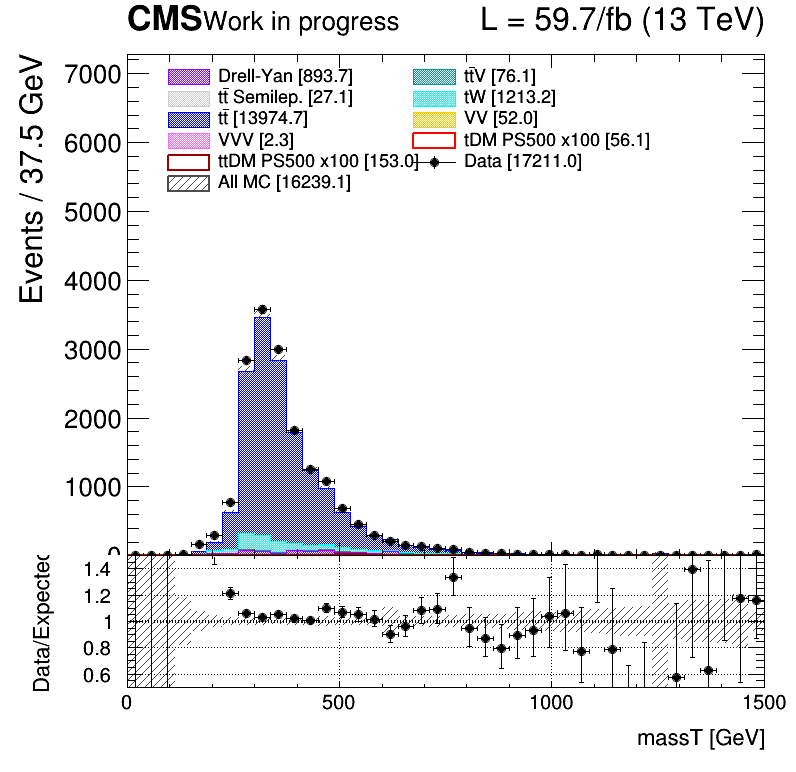 CMS Work in progress L = 59.7/fb (13 TeV)
Events / 37.5 GeV
7000
6000
5000
4000
3000
2000
1000
0
Drell-Yan [893.7]
tt̄V [76.1]
tt̄ Semilep. [27.1]
tW [1213.2]
tt̄ [13974.7]
VV [52.0]
VVV [2.3]
tDM PS500 x100 [56.1]
ttDM PS500 x100 [153.0]
Data [17211.0]
All MC [16239.1]
Data/Expected
1.4
1.2
1
0.8
0.6
0 500 1000 1500
massT [GeV]